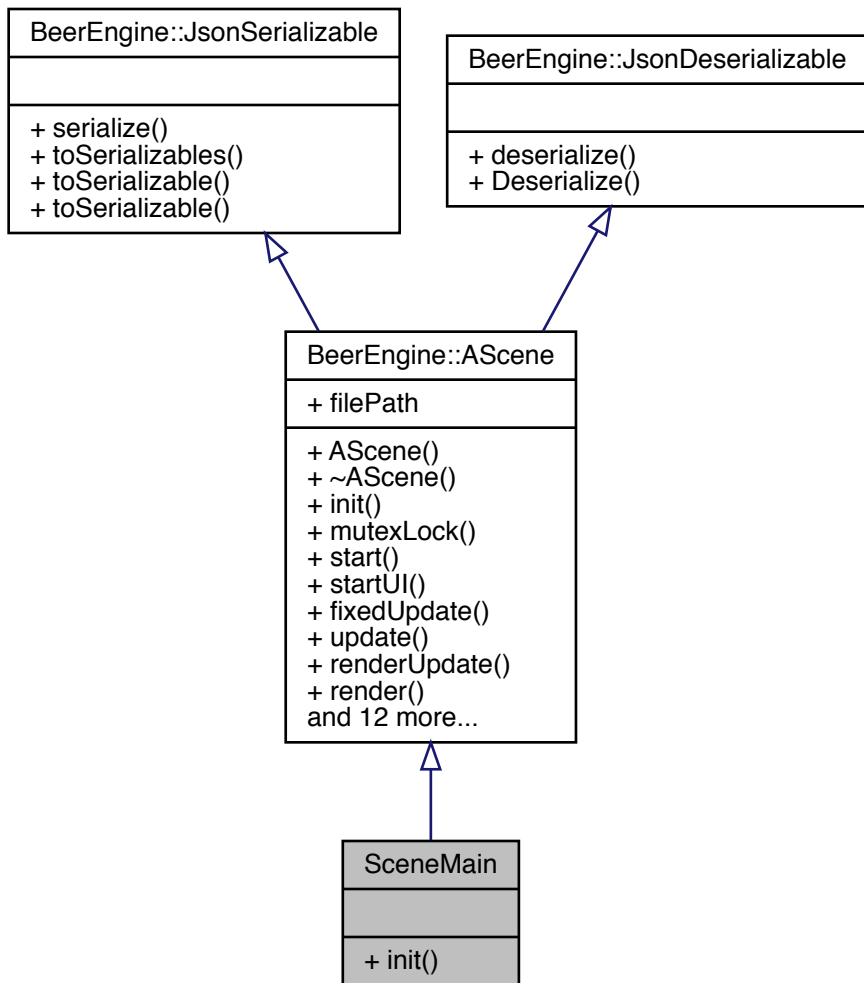 BeerEngine::JsonSerializable
+ serialize()
+ toSerializables()
+ toSerializable()
+ toSerializable()
BeerEngine::JsonDeserializable
+ deserialize()
+ Deserialize()
BeerEngine::AScene
+ filePath
+ AScene()
+ ~AScene()
+ init()
+ mutexLock()
+ start()
+ startUI()
+ fixedUpdate()
+ update()
+ renderUpdate()
+ render()
and 12 more...
SceneMain
+ init()